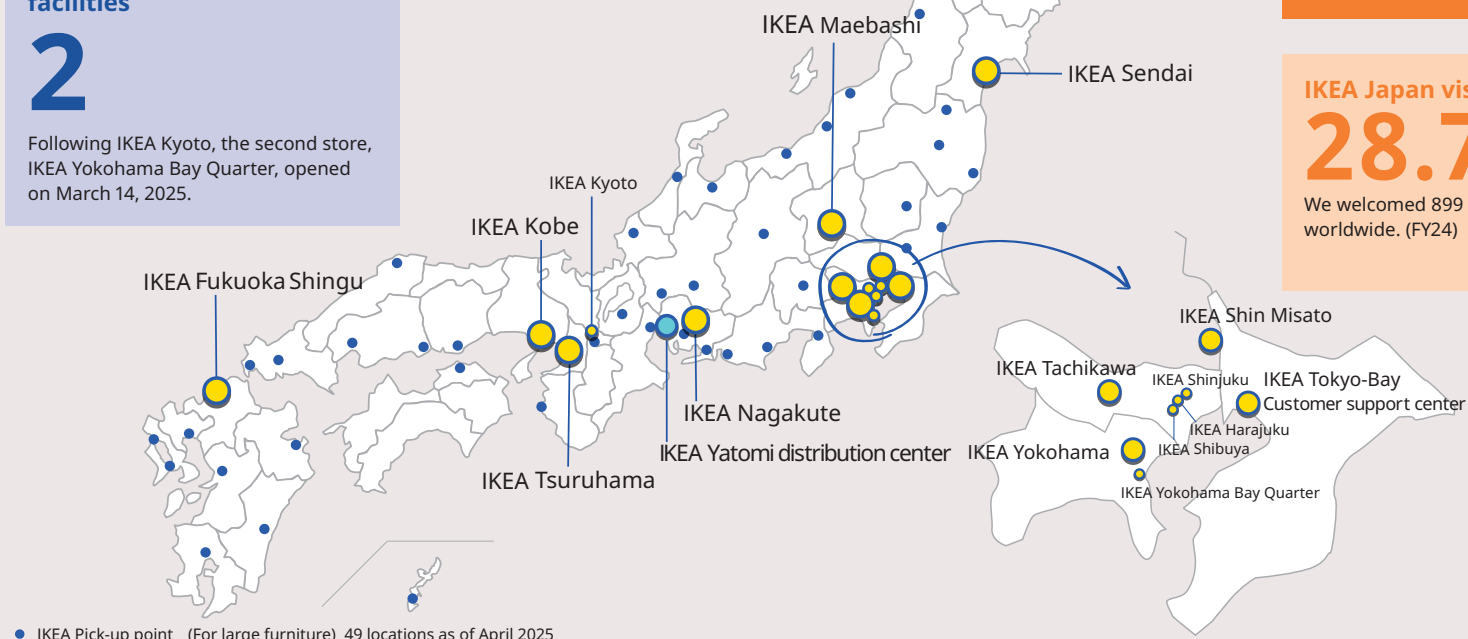 facilities
2
Following IKEA Kyoto, the second store,
IKEA Yokohama Bay Quarter, opened
on March 14, 2025.
IKEA Maebashi
IKEA Sendai
IKEA Japan
28.7
We welcomed 899
worldwide. (FY24)
IKEA Kyoto
IKEA Kobe
IKEA Fukuoka Shingu
IKEA Nagakute
IKEA Yatomi distribution center
IKEA Tsuruhama
IKEA Shin Misato
IKEA Tachikawa
IKEA Shinjuku
IKEA Tokyo-Bay
Customer support center
IKEA Harajuku
IKEA Shibuya
IKEA Yokohama
IKEA Yokohama Bay Quarter
IKEA Pick-up point (For large furniture) 49 locations as of April 2025